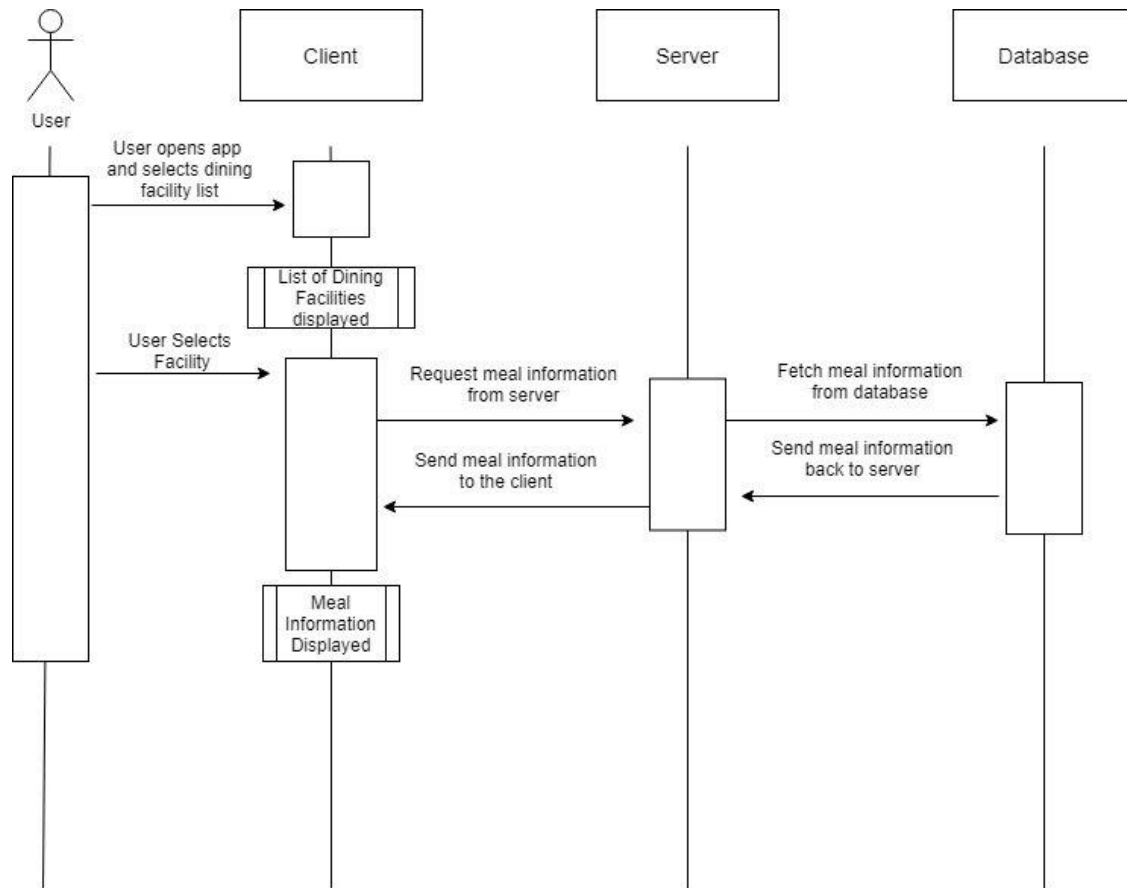 Client
Server
Database
User
User opens app
and selects dining
facility list
List of Dining
Facilities
displayed
User Selects
Facility
Request meal information
from server
Fetch meal information
from database
Send meal information
to the client
Send meal information
back to server
Meal
Information
Displayed